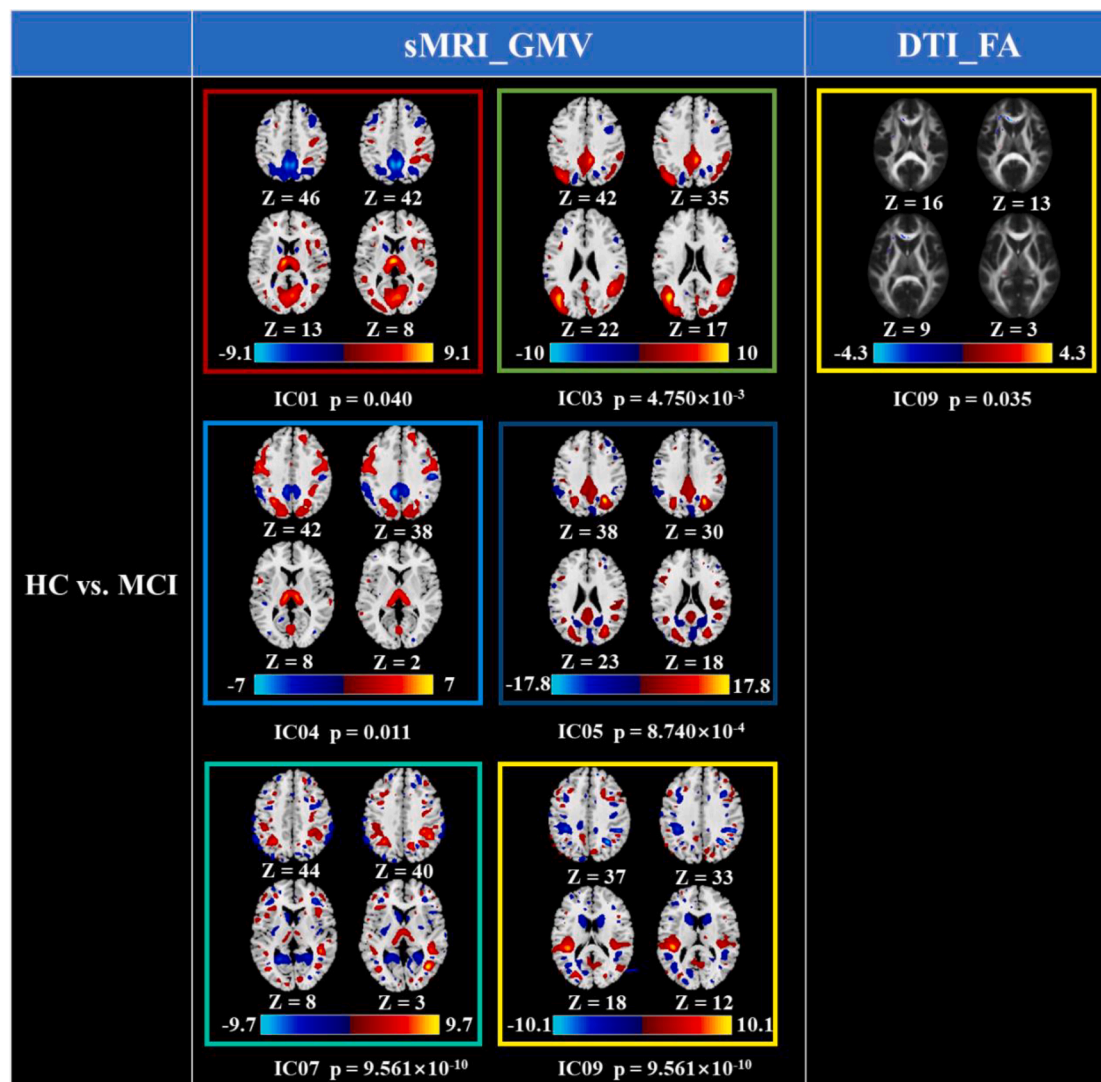 sMRI_GMV
DTI_FA
HC vs. MCI
Z = 46
Z = 42
Z = 13
Z = 8
-9.1
9.1
IC01 p = 0.040
Z = 42
Z = 35
Z = 22
Z = 17
-10
10
IC03 p = 4.750×10⁻³
Z = 16
Z = 13
Z = 9
Z = 3
-4.3
4.3
IC09 p = 0.035
Z = 42
Z = 38
Z = 8
Z = 2
-7
7
IC04 p = 0.011
Z = 38
Z = 30
Z = 23
Z = 18
-17.8
17.8
IC05 p = 8.740×10⁻⁴
Z = 44
Z = 40
Z = 8
Z = 3
-9.7
9.7
IC07 p = 9.561×10⁻¹⁰
Z = 37
Z = 33
Z = 18
Z = 12
-10.1
10.1
IC09 p = 9.561×10⁻¹⁰